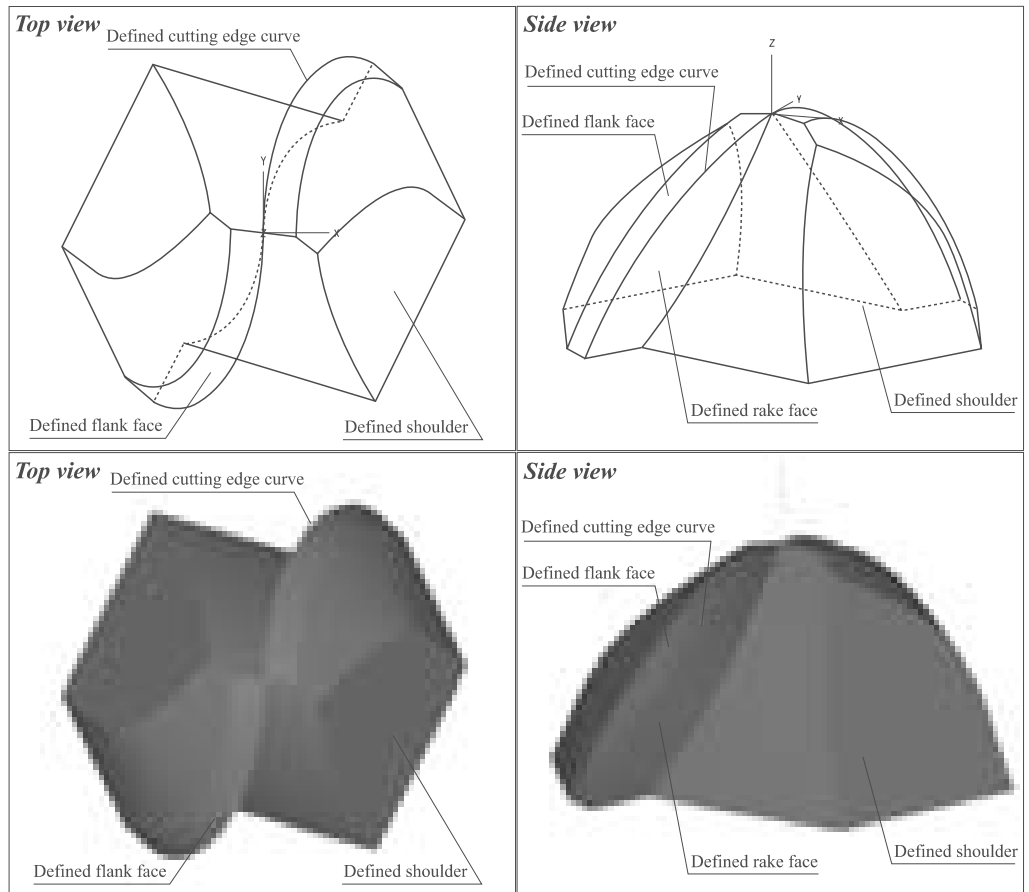 Top view
Defined cutting edge curve
Y
X
Defined flank face
Defined shoulder
Side view
Z
Defined cutting edge curve
Y
Defined flank face
X
Defined shoulder
Defined rake face
Top view
Defined cutting edge curve
Defined flank face
Defined shoulder
Side view
Defined cutting edge curve
Defined flank face
Defined shoulder
Defined rake face